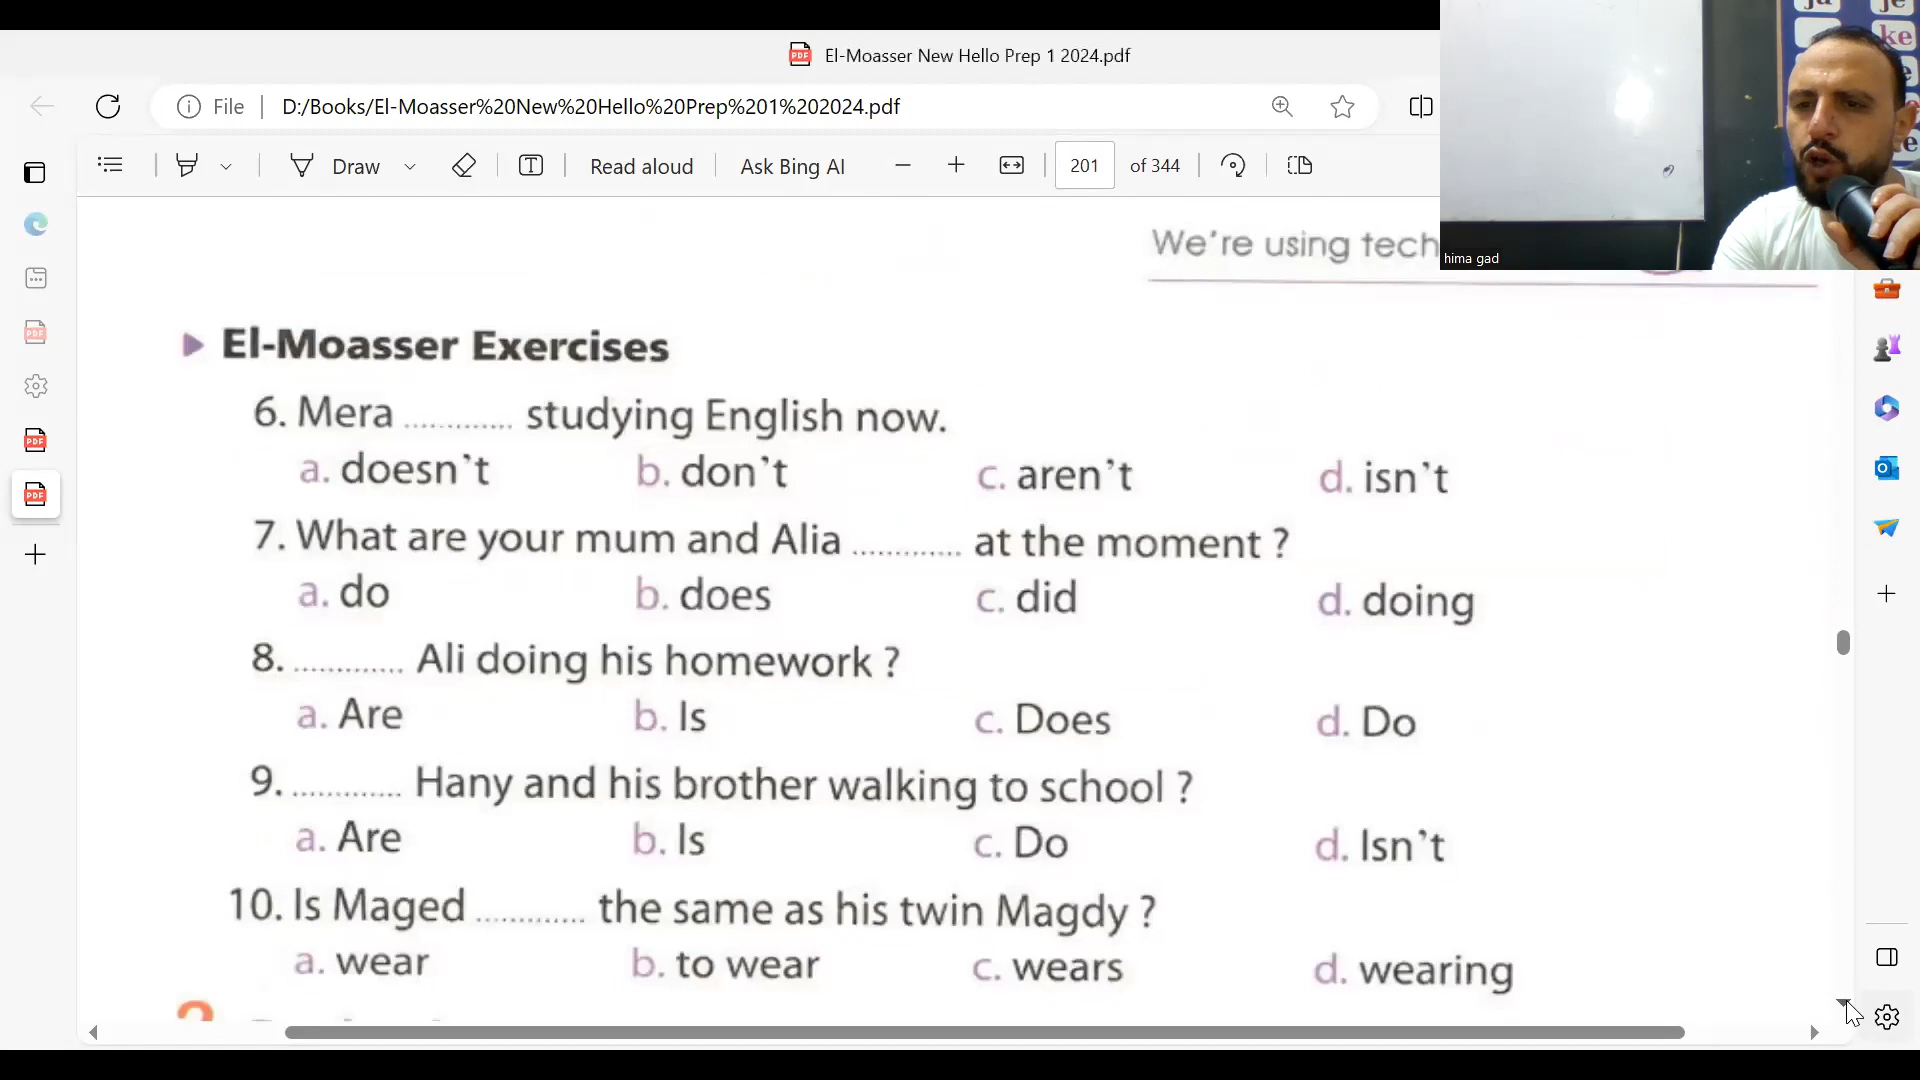 El-Moasser New Hello Prep 1 2024.pdf
File D:/Books/El-Moasser%20New%20Hello%20Prep%201%202024.pdf
Draw Read aloud Ask Bing AI 201 of 344
ja je
ke
hima gad
We're using tech
El-Moasser Exercises
6. Mera ............ studying English now.
a. doesn't b. don't c. aren't d. isn't
7. What are your mum and Alia ............ at the moment ?
a. do b. does c. did d. doing
8. ............ Ali doing his homework ?
a. Are b. Is c. Does d. Do
9. ............ Hany and his brother walking to school ?
a. Are b. Is c. Do d. Isn't
10. Is Maged ............ the same as his twin Magdy ?
a. wear b. to wear c. wears d. wearing